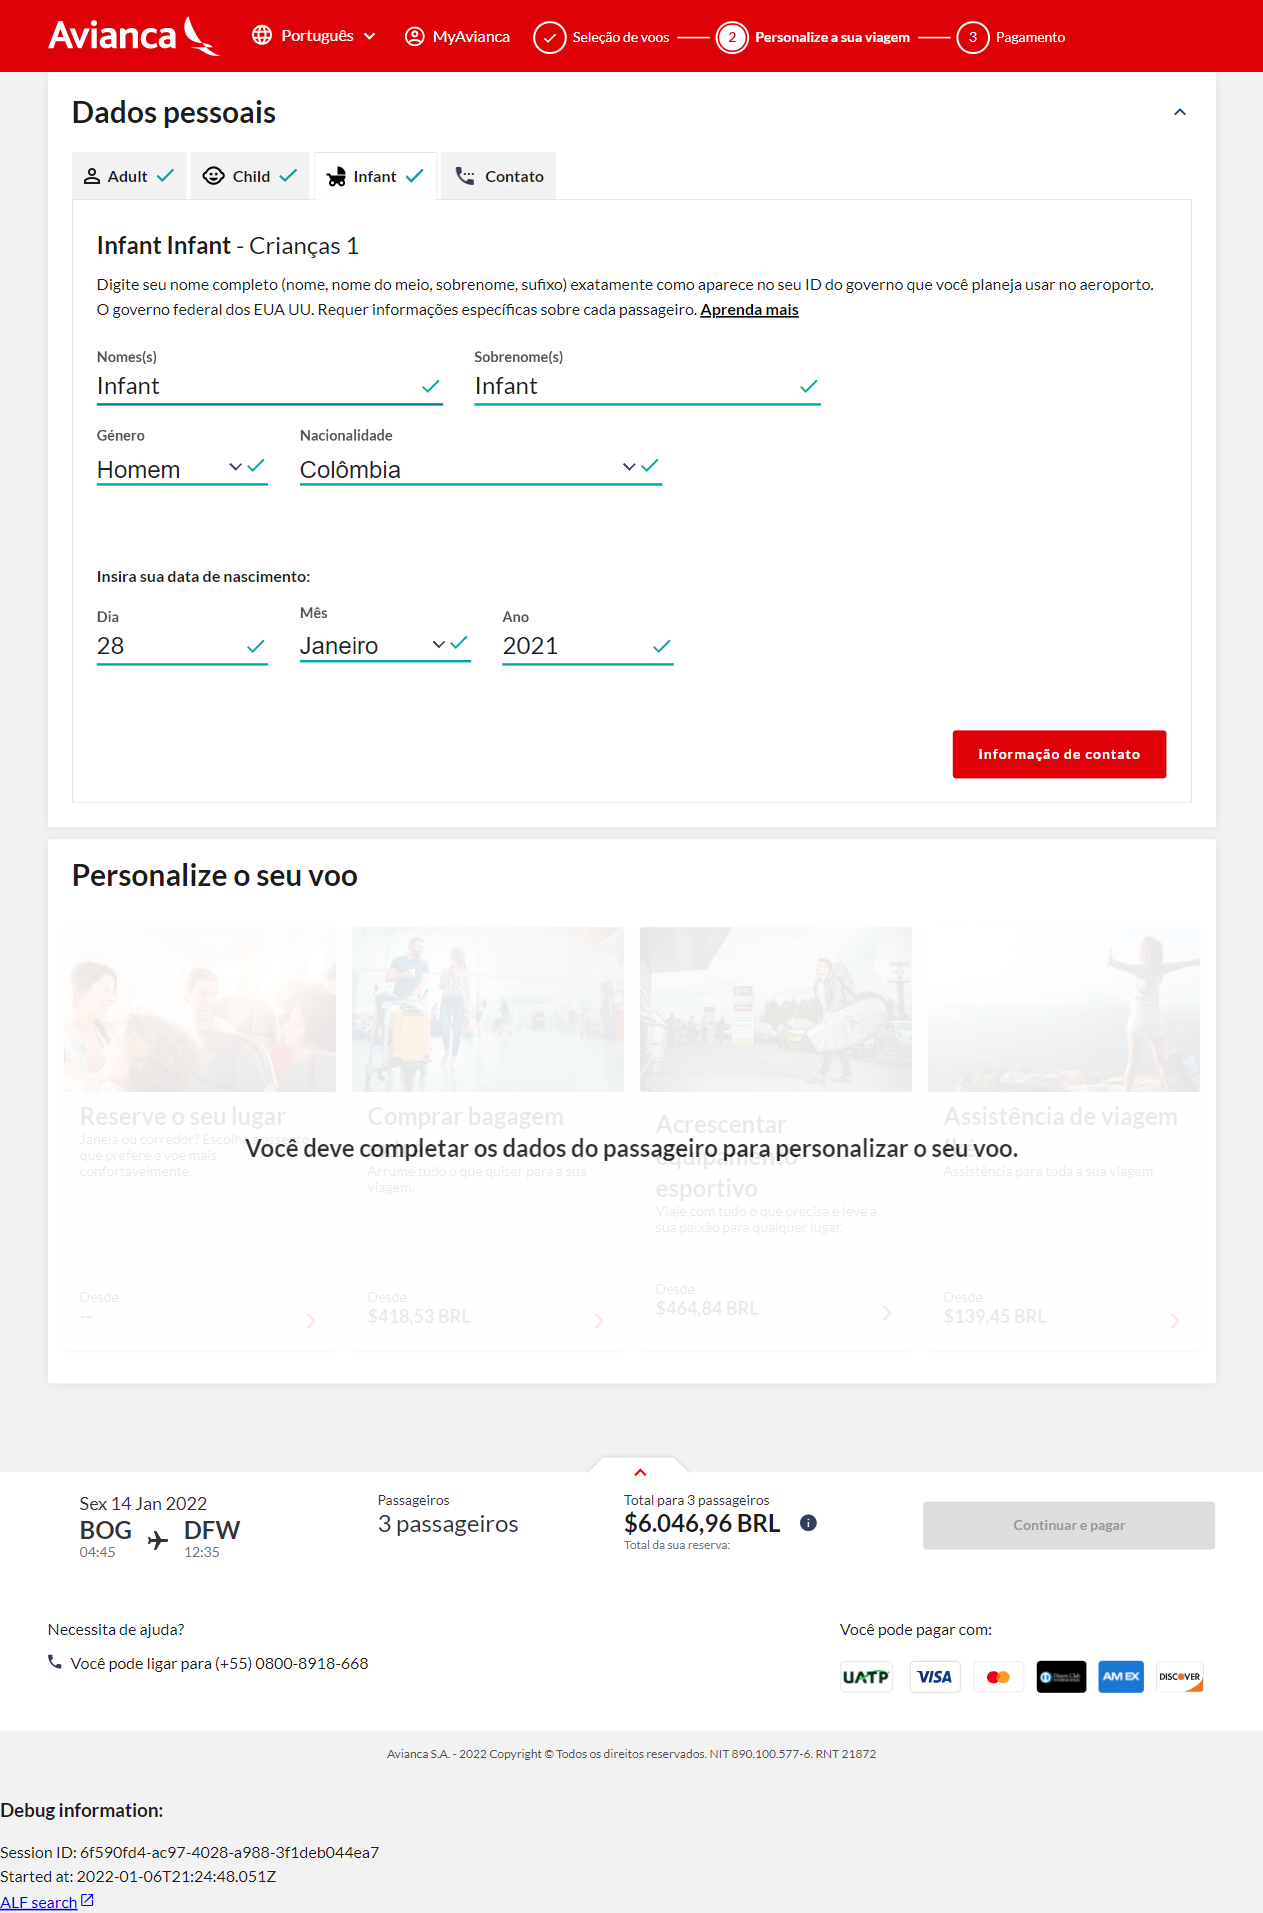 Avianca
Português
MyAvianca
Seleção de voos
2
Personalize a sua viagem
3
Pagamento
Dados pessoais
Adult
Child
Infant
Contato
Infant Infant - Crianças 1
Digite seu nome completo (nome, nome do meio, sobrenome, sufixo) exatamente como aparece no seu ID do governo que você planeja usar no aeroporto.
O governo federal dos EUA UU. Requer informações específicas sobre cada passageiro. Aprenda mais
Nomes(s)
Sobrenome(s)
Infant
Infant
Género
Nacionalidade
Homem
Colômbia
Insira sua data de nascimento:
Dia
Mês
Ano
28
Janeiro
2021
Informação de contato
Personalize o seu voo
Você deve completar os dados do passageiro para personalizar o seu voo.
Reserve o seu lugar
Janela ou corredor? Escolha o assento
que prefere e voe mais
confortavelmente.
Desde
--
Comprar bagagem
Arrume tudo o que quiser para a sua
viagem.
Desde
$418,53 BRL
Acrescentar
equipamento
esportivo
Viaje com tudo o que precisa e leve a
sua paixão para qualquer lugar.
Desde
$464,84 BRL
Assistência de viagem
Assistência para toda a sua viagem
Desde
$139,45 BRL
Sex 14 Jan 2022
BOG
DFW
04:45
12:35
Passageiros
3 passageiros
Total para 3 passageiros
$6.046,96 BRL
Total da sua reserva:
Continuar e pagar
Necessita de ajuda?
Você pode ligar para (+55) 0800-8918-668
Você pode pagar com:
UATP
VISA
Diners Club
AMEX
DISCOVER
Avianca S.A. - 2022 Copyright © Todos os direitos reservados. NIT 890.100.577-6. RNT 21872
Debug information:
Session ID: 6f590fd4-ac97-4028-a988-3f1deb044ea7
Started at: 2022-01-06T21:24:48.051Z
ALF search